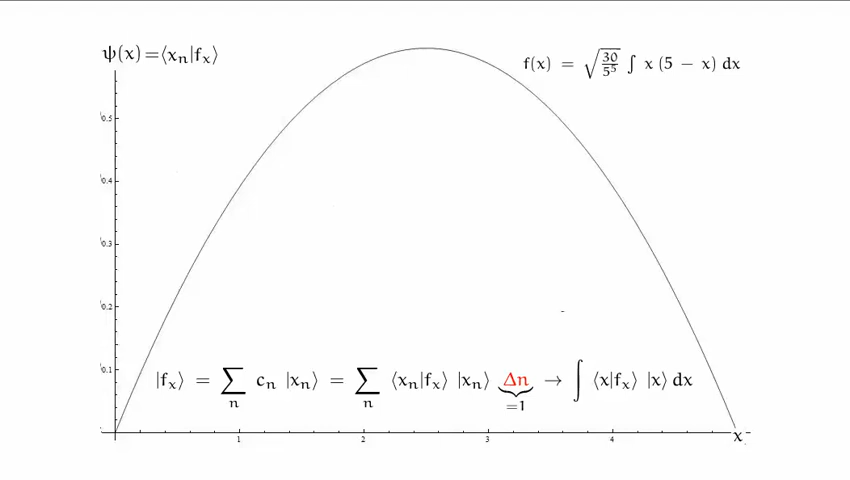 ψ(x)=⟨xₙ|fₓ⟩
f(x) = √(30/5⁵) ∫ x (5 − x) dx
0.5
0.4
0.3
0.2
0.1
|fₓ⟩ = ∑ₙ cₙ |xₙ⟩ = ∑ₙ ⟨xₙ|fₓ⟩ |xₙ⟩ Δn → ∫ ⟨x|fₓ⟩ |x⟩ dx
=1
1 2 3 4 x